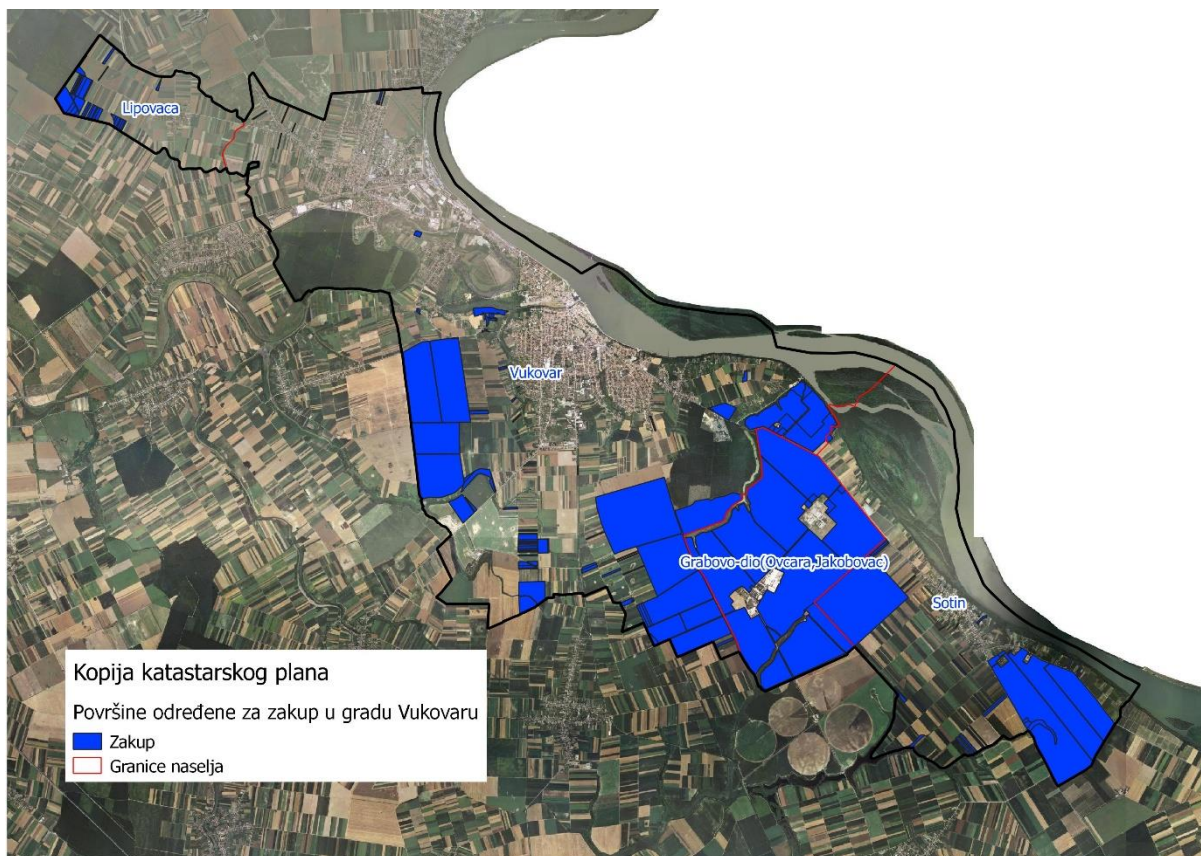 Lipovaca
Vukovar
Grabovo-dio(Ovcara,Jakobovac)
Sotin
Kopija katastarskog plana
Površine određene za zakup u gradu Vukovaru
Zakup
Granice naselja